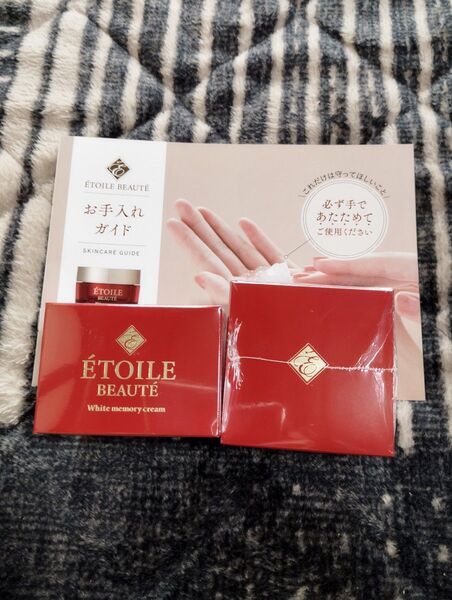 ÉTOILE BEAUTÉ
お手入れ
ガイド
SKINCARE GUIDE
これだけは守ってほしいこと
必ず手で
あたためて
ご使用ください
ÉTOILE
BEAUTÉ
ÉTOILE
BEAUTÉ
White memory cream